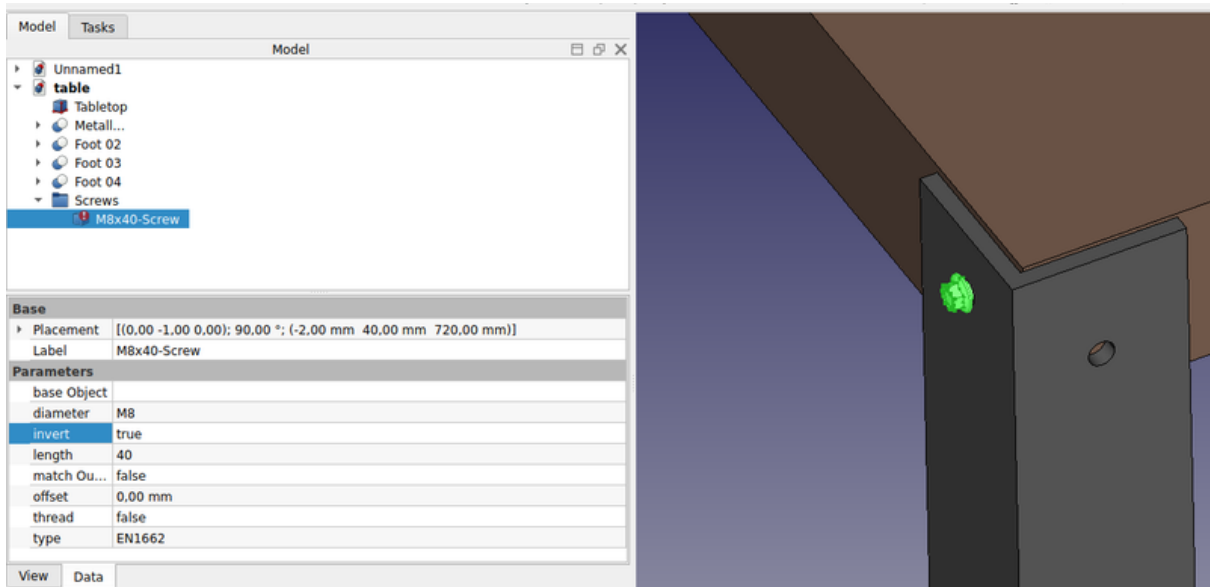 Model Tasks
Model
Unnamed1
table
Tabletop
Metall...
Foot 02
Foot 03
Foot 04
Screws
M8x40-Screw
Base
Placement [(0,00 -1,00 0,00); 90,00 °; (-2,00 mm 40,00 mm 720,00 mm)]
Label M8x40-Screw
Parameters
base Object
diameter M8
invert true
length 40
match Ou... false
offset 0,00 mm
thread false
type EN1662
View Data